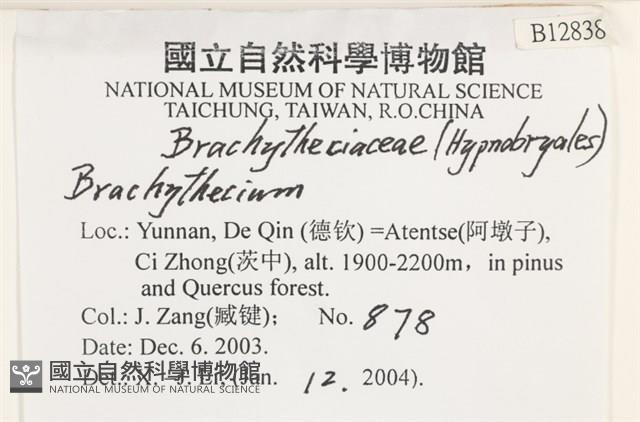 B12838
國立自然科學博物館
NATIONAL MUSEUM OF NATURAL SCIENCE
TAICHUNG, TAIWAN, R.O.CHINA
Brachytheciaceae (Hypnobryales)
Brachythecium
Loc.: Yunnan, De Qin (德钦) =Atentse(阿墩子),
Ci Zhong(茨中), alt. 1900-2200m, in pinus
and Quercus forest.
Col.: J. Zang(臧键); No. 878
Date: Dec. 6. 2003.
Det.: X. J. Li. (Jan. 12. 2004).
國立自然科學博物館
NATIONAL MUSEUM OF NATURAL SCIENCE